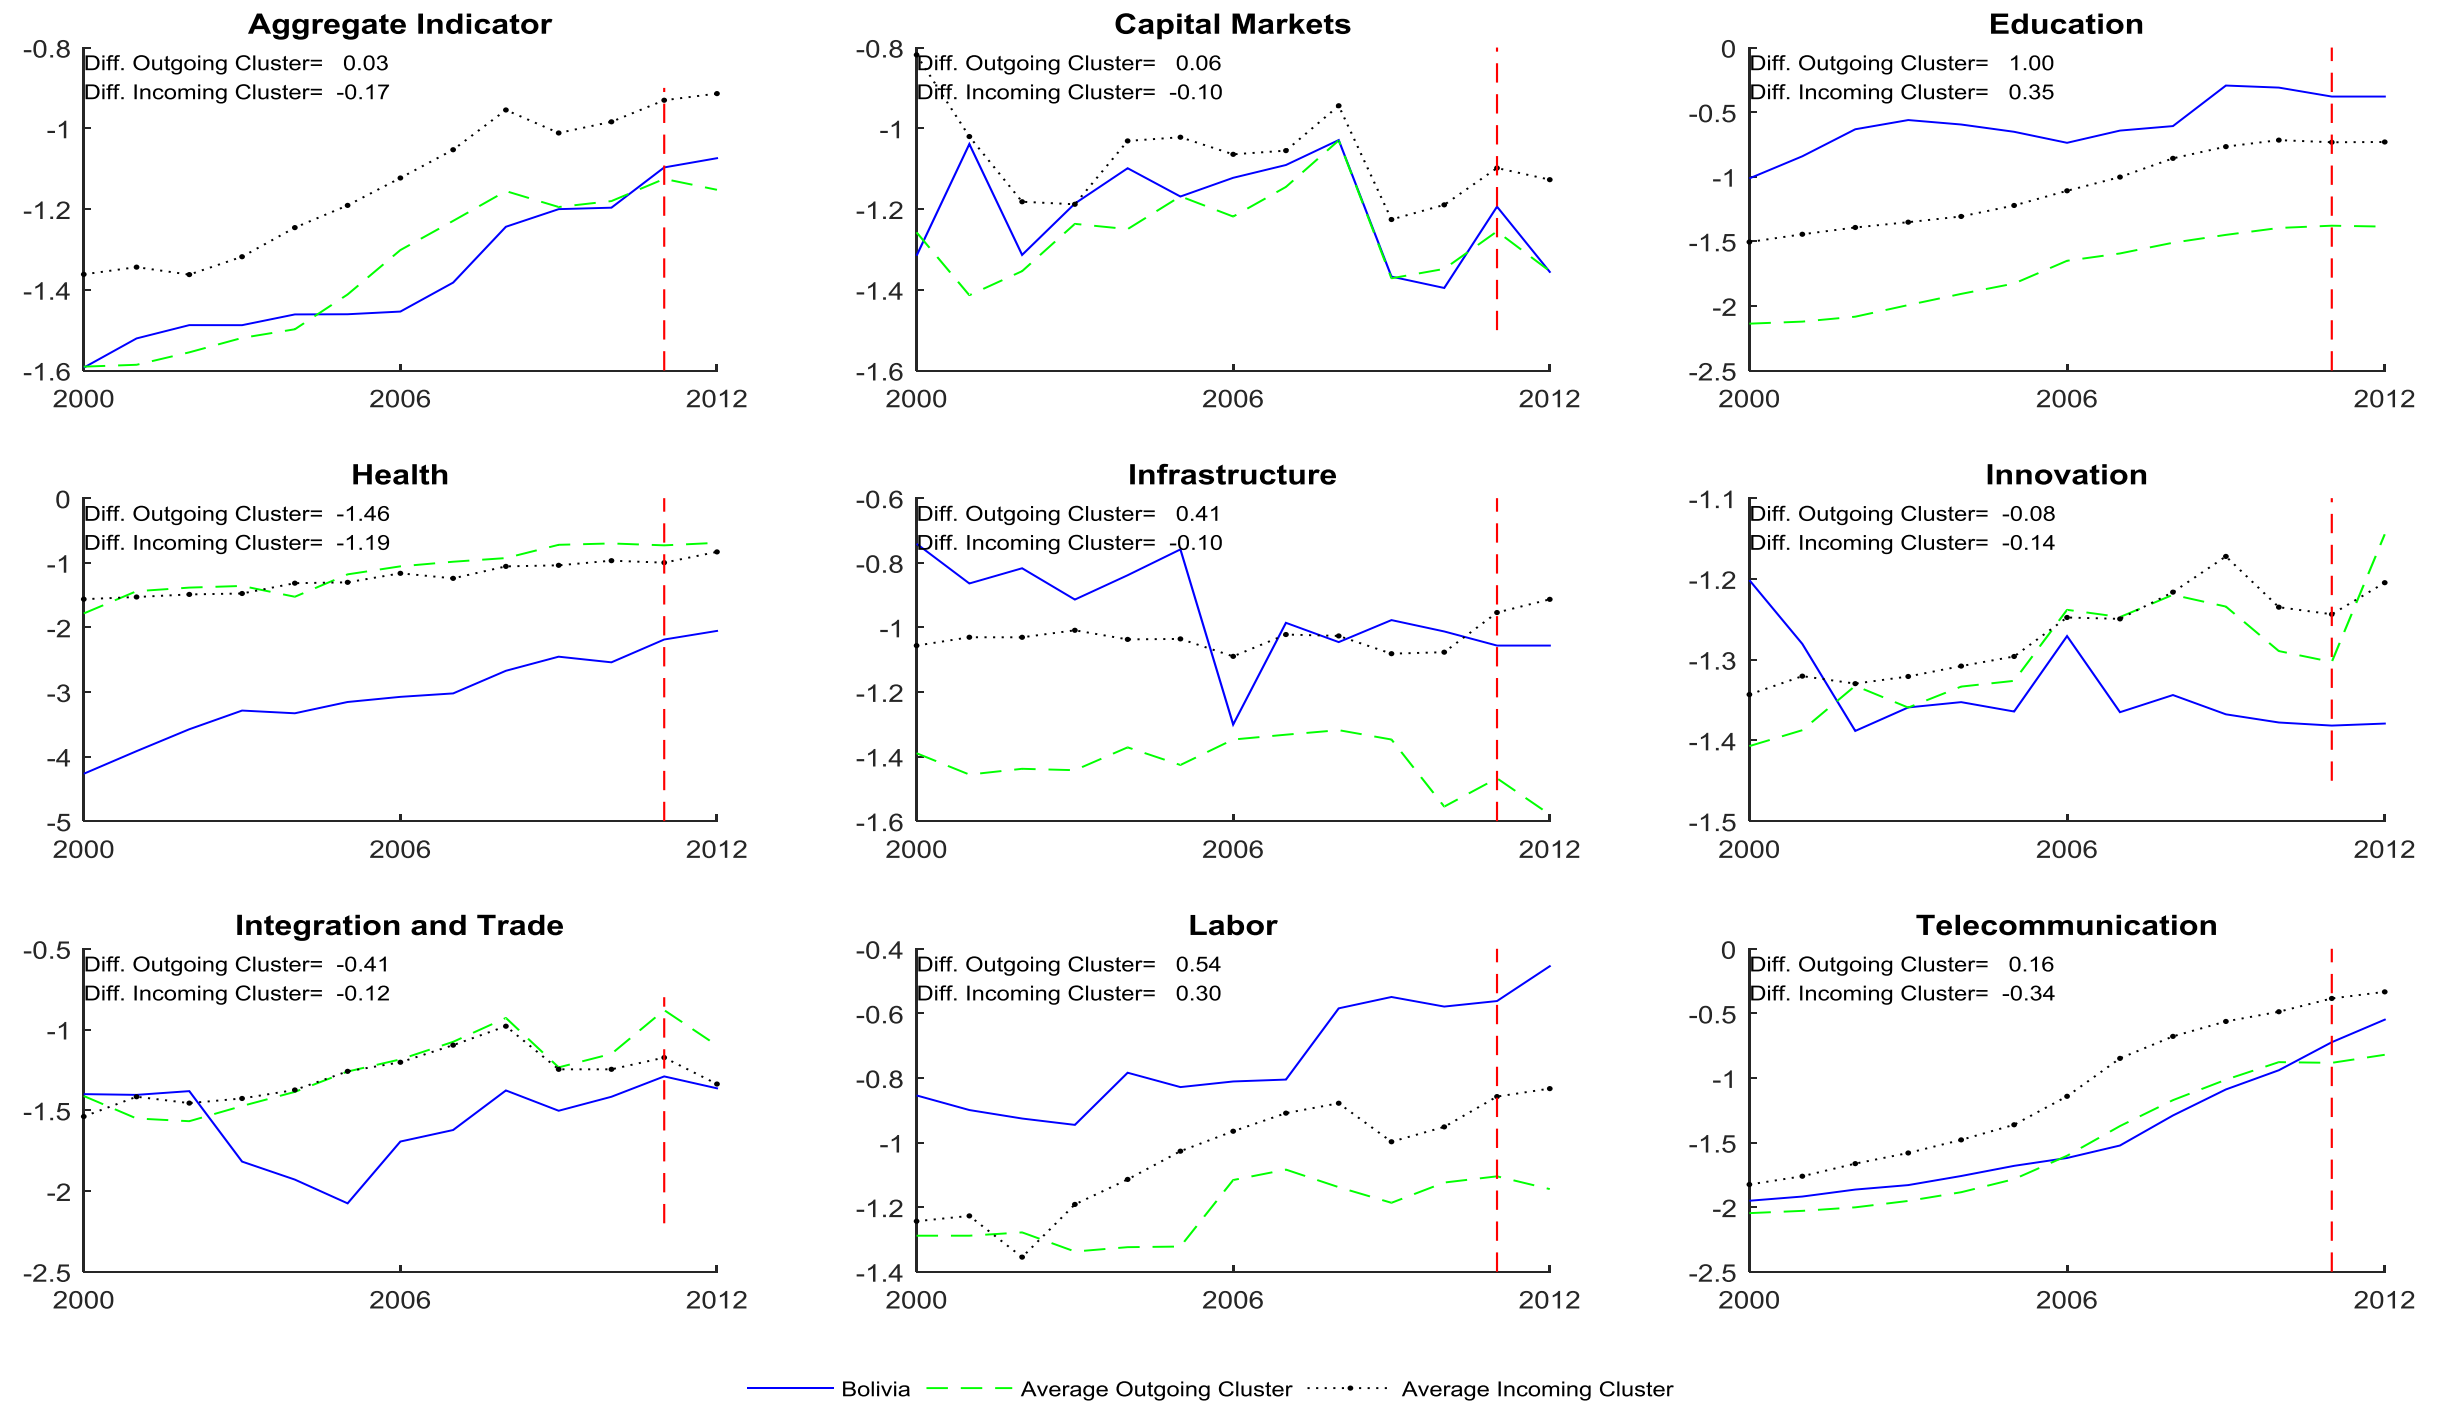 Aggregate Indicator
Diff. Outgoing Cluster= 0.03
Diff. Incoming Cluster= -0.17
-0.8
-1
-1.2
-1.4
-1.6
2000 2006 2012
Capital Markets
Diff. Outgoing Cluster= 0.06
Diff. Incoming Cluster= -0.10
-0.8
-1
-1.2
-1.4
-1.6
2000 2006 2012
Education
Diff. Outgoing Cluster= 1.00
Diff. Incoming Cluster= 0.35
0
-0.5
-1
-1.5
-2
-2.5
2000 2006 2012
Health
Diff. Outgoing Cluster= -1.46
Diff. Incoming Cluster= -1.19
0
-1
-2
-3
-4
-5
2000 2006 2012
Infrastructure
Diff. Outgoing Cluster= 0.41
Diff. Incoming Cluster= -0.10
-0.6
-0.8
-1
-1.2
-1.4
-1.6
2000 2006 2012
Innovation
Diff. Outgoing Cluster= -0.08
Diff. Incoming Cluster= -0.14
-1.1
-1.2
-1.3
-1.4
-1.5
2000 2006 2012
Integration and Trade
Diff. Outgoing Cluster= -0.41
Diff. Incoming Cluster= -0.12
-0.5
-1
-1.5
-2
-2.5
2000 2006 2012
Labor
Diff. Outgoing Cluster= 0.54
Diff. Incoming Cluster= 0.30
-0.4
-0.6
-0.8
-1
-1.2
-1.4
2000 2006 2012
Telecommunication
Diff. Outgoing Cluster= 0.16
Diff. Incoming Cluster= -0.34
0
-0.5
-1
-1.5
-2
-2.5
2000 2006 2012
Bolivia Average Outgoing Cluster Average Incoming Cluster